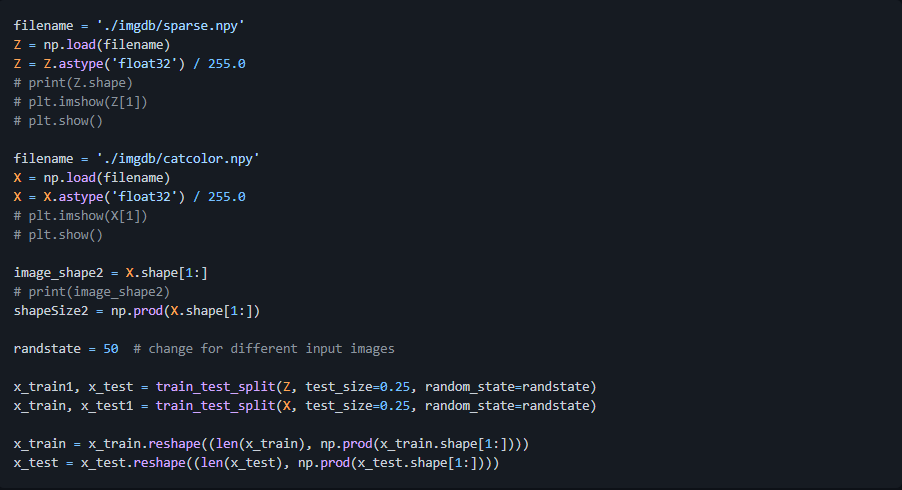 filename = './imgdb/sparse.npy'
Z = np.load(filename)
Z = Z.astype('float32') / 255.0
# print(Z.shape)
# plt.imshow(Z[1])
# plt.show()
filename = './imgdb/catcolor.npy'
X = np.load(filename)
X = X.astype('float32') / 255.0
# plt.imshow(X[1])
# plt.show()
image_shape2 = X.shape[1:]
# print(image_shape2)
shapeSize2 = np.prod(X.shape[1:])
randstate = 50  # change for different input images
x_train1, x_test = train_test_split(Z, test_size=0.25, random_state=randstate)
x_train, x_test1 = train_test_split(X, test_size=0.25, random_state=randstate)
x_train = x_train.reshape((len(x_train), np.prod(x_train.shape[1:])))
x_test = x_test.reshape((len(x_test), np.prod(x_test.shape[1:])))